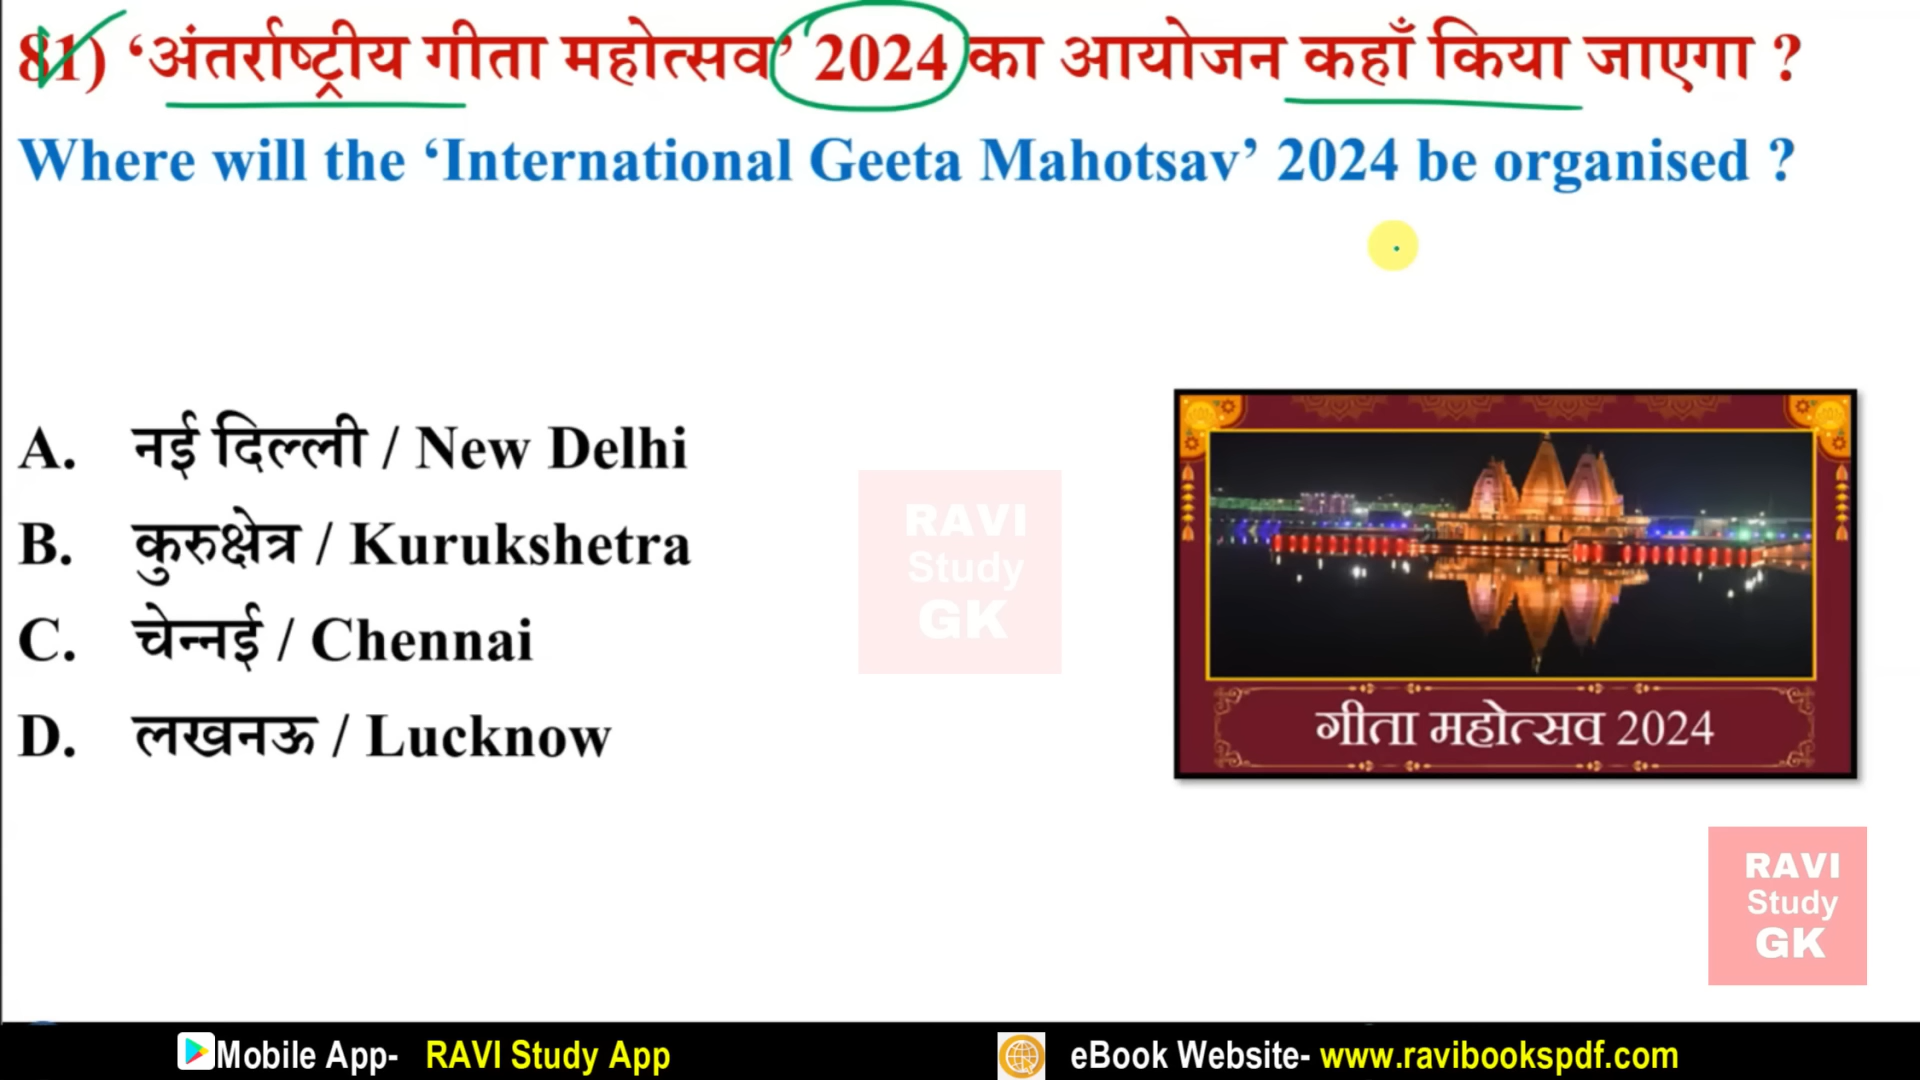 81) ‘अंतर्राष्ट्रीय गीता महोत्सव’ 2024 का आयोजन कहाँ किया जाएगा ?
Where will the ‘International Geeta Mahotsav’ 2024 be organised ?
A. नई दिल्ली / New Delhi
B. कुरुक्षेत्र / Kurukshetra
C. चेन्नई / Chennai
D. लखनऊ / Lucknow
RAVI
Study
GK
गीता महोत्सव 2024
RAVI
Study
GK
Mobile App- RAVI Study App
eBook Website- www.ravibookspdf.com